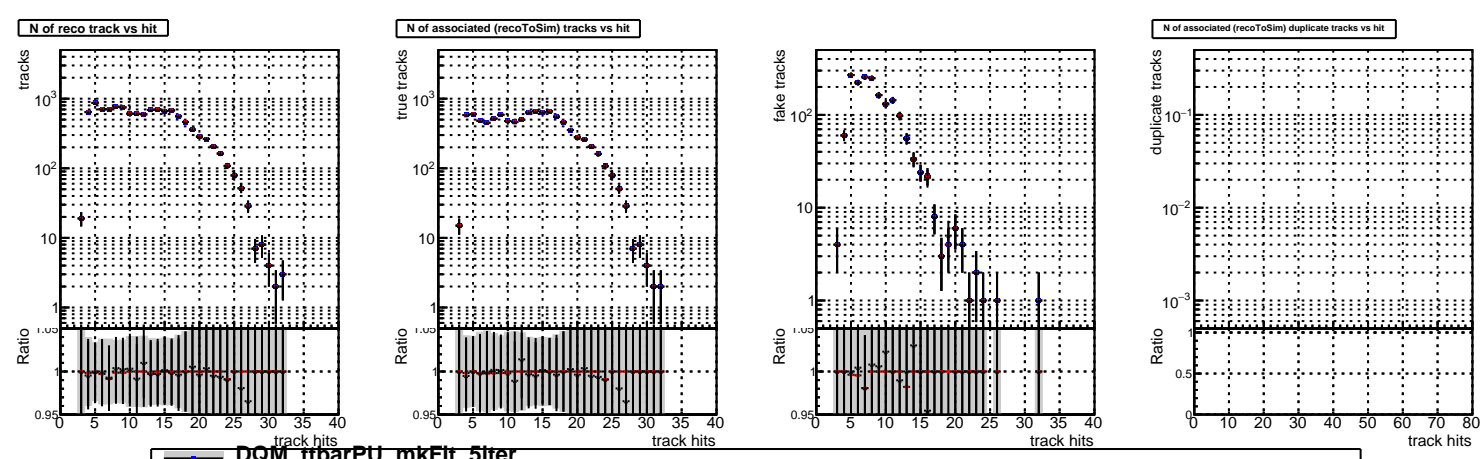 N of reco track vs hit
tracks
10³
10²
10
1
Ratio
1.05
1
0.95
0 5 10 15 20 25 30 35 40
track hits
N of associated (recoToSim) tracks vs hit
true tracks
10³
10²
10
1
Ratio
1.05
1
0.95
0 5 10 15 20 25 30 35 40
track hits
fake tracks
10²
10
1
Ratio
1.05
1
0.95
0 5 10 15 20 25 30 35 40
track hits
N of associated (recoToSim) duplicate tracks vs hit
duplicate tracks
10⁻¹
10⁻²
10⁻³
Ratio
1
0.5
0
0 10 20 30 40 50 60 70 80
track hits
DQM_ttbarPU_mkFit_5iter